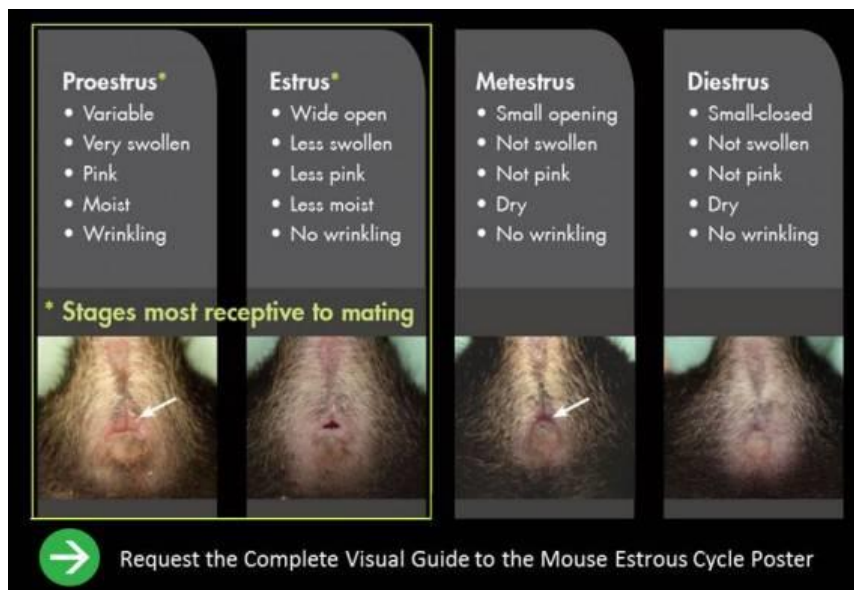 Proestrus*
• Variable
• Very swollen
• Pink
• Moist
• Wrinkling
Estrus*
• Wide open
• Less swollen
• Less pink
• Less moist
• No wrinkling
Metestrus
• Small opening
• Not swollen
• Not pink
• Dry
• No wrinkling
Diestrus
• Small-closed
• Not swollen
• Not pink
• Dry
• No wrinkling
* Stages most receptive to mating
Request the Complete Visual Guide to the Mouse Estrous Cycle Poster